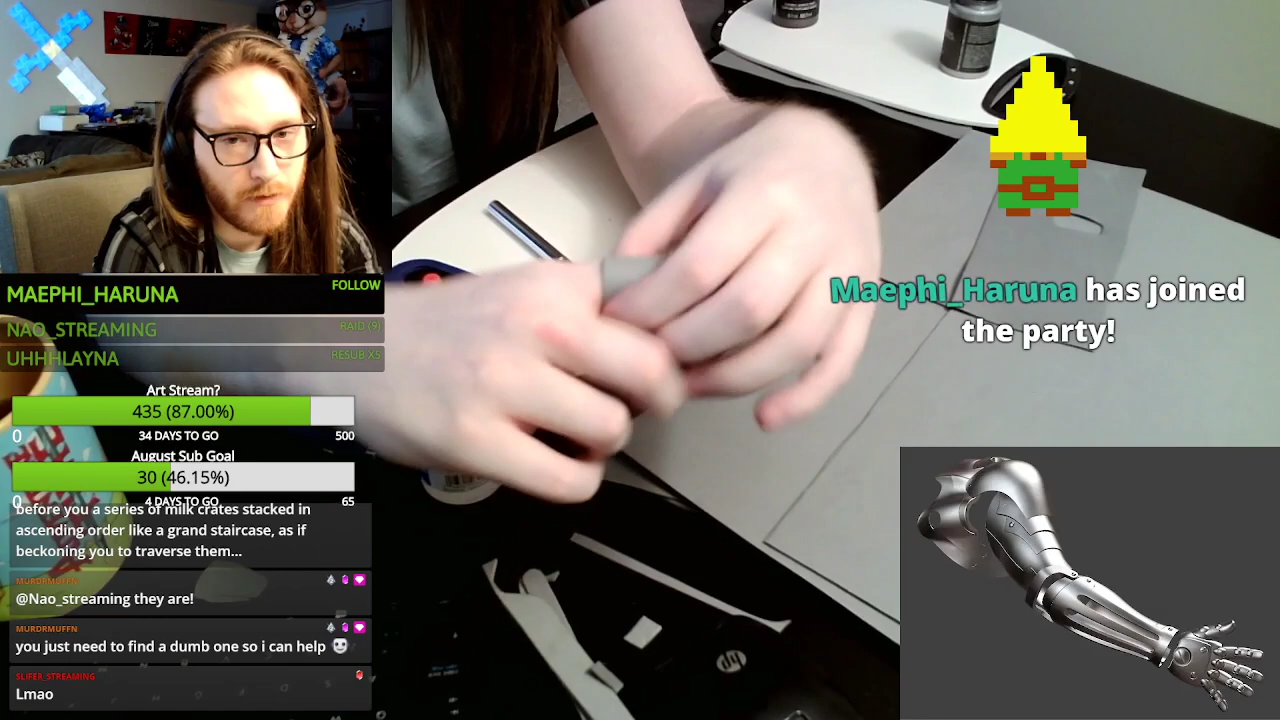 MAEPHI_HARUNA FOLLOW
NAO_STREAMING RAID (9)
UHHHLAYNA RESUB X5
Art Stream?
435 (87.00%)
0 34 DAYS TO GO 500
August Sub Goal
30 (46.15%)
0 4 DAYS TO GO 65
before you a series of milk crates stacked in
ascending order like a grand staircase, as if
beckoning you to traverse them...
MURDRMUFFN
@Nao_streaming they are!
MURDRMUFFN
you just need to find a dumb one so i can help
SLIFER_STREAMING
Lmao
Maephi_Haruna has joined
the party!
hp